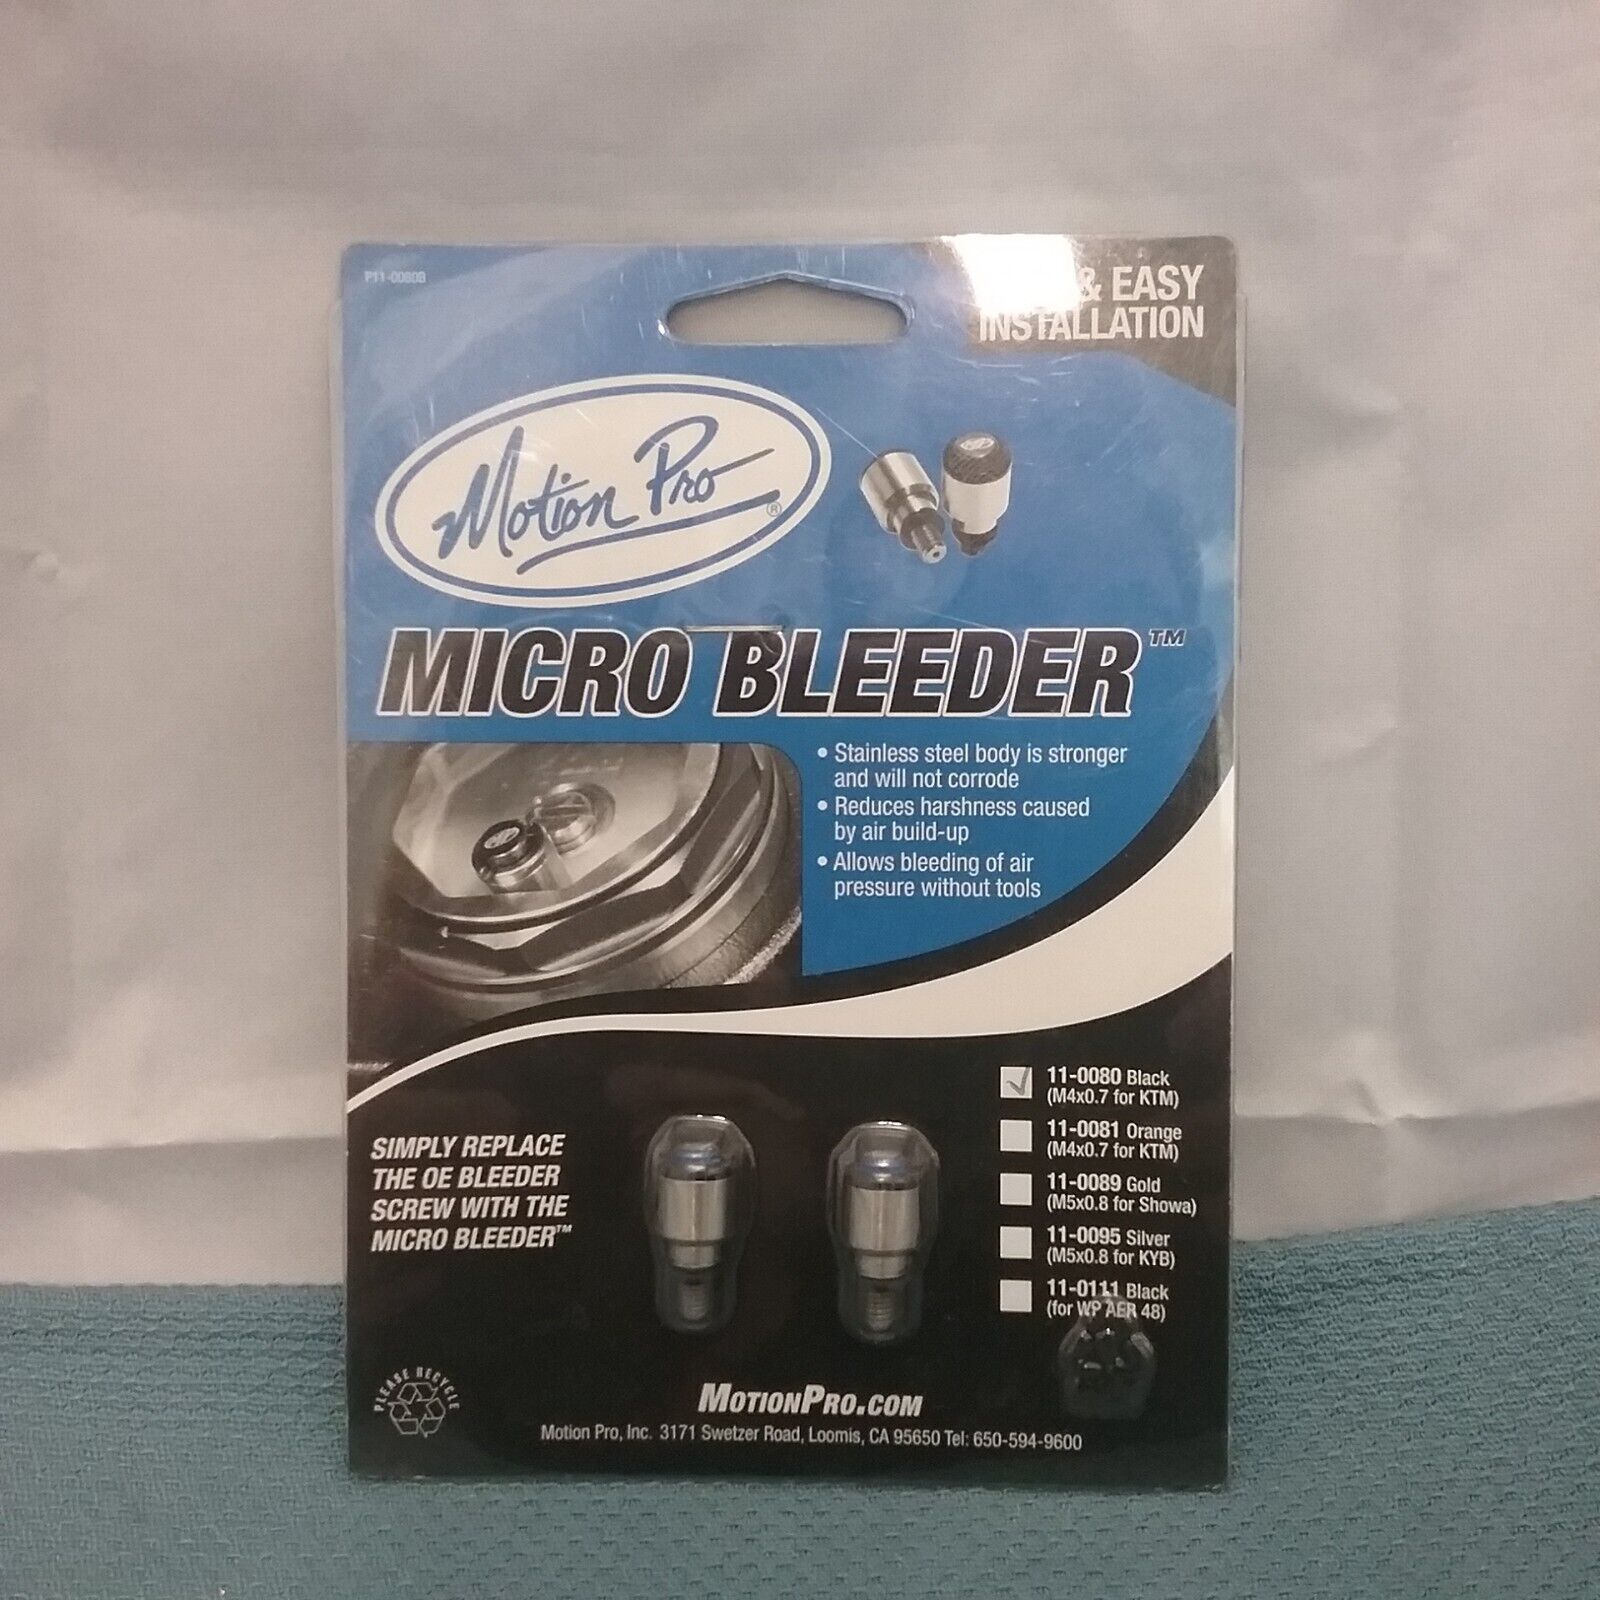 P11-0080B
& EASY
INSTALLATION
Motion Pro®
MICRO BLEEDER™
• Stainless steel body is stronger
and will not corrode
• Reduces harshness caused
by air build-up
• Allows bleeding of air
pressure without tools
11-0080 Black
(M4x0.7 for KTM)
11-0081 Orange
(M4x0.7 for KTM)
11-0089 Gold
(M5x0.8 for Showa)
11-0095 Silver
(M5x0.8 for KYB)
11-0111 Black
(for WP AER 48)
SIMPLY REPLACE
THE OE BLEEDER
SCREW WITH THE
MICRO BLEEDER™
PLEASE RECYCLE
MOTIONPRO.COM
Motion Pro, Inc. 3171 Swetzer Road, Loomis, CA 95650 Tel: 650-594-9600